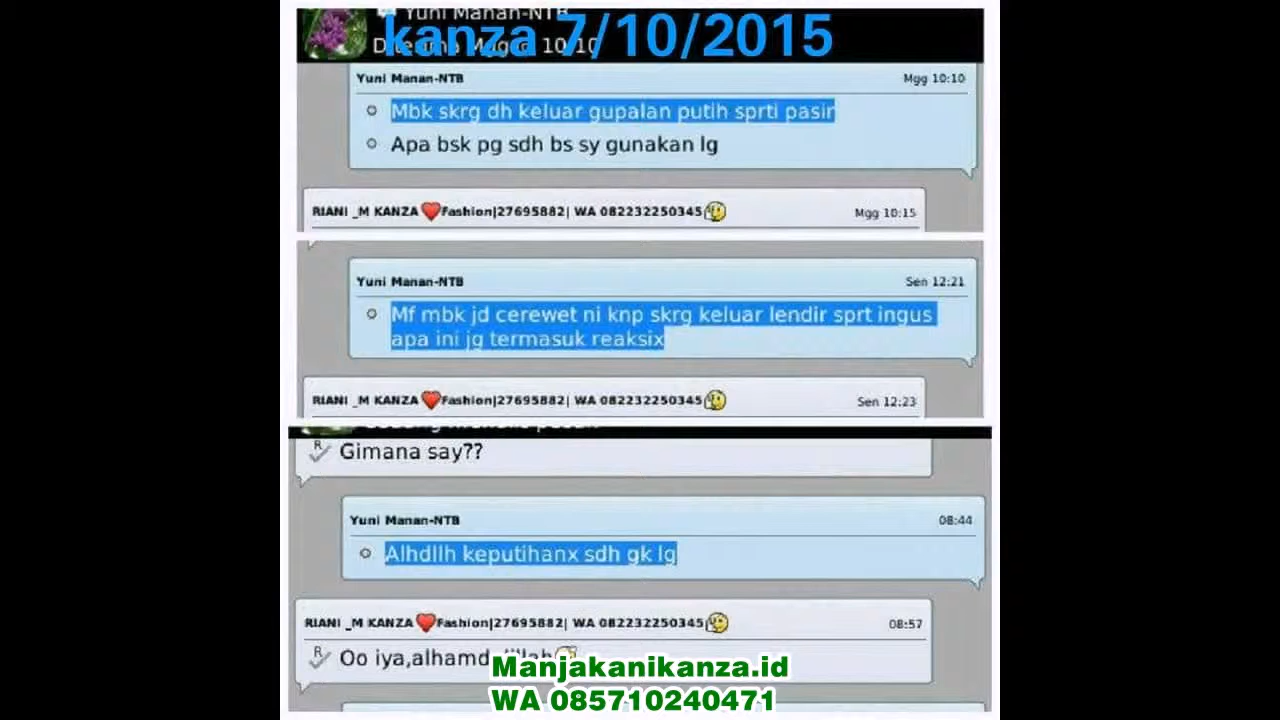 Yuni Manan-NTB
kanza 7/10/2015
Yuni Manan-NTB Mgg 10:10
Mbk skrg dh keluar gupalan putih sprti pasir
Apa bsk pg sdh bs sy gunakan lg
RIANI _M KANZA❤️Fashion|27695882| WA 082232250345 Mgg 10:15
Yuni Manan-NTB Sen 12:21
Mf mbk jd cerewet ni knp skrg keluar lendir sprt ingus
apa ini jg termasuk reaksix
RIANI _M KANZA❤️Fashion|27695882| WA 082232250345 Sen 12:23
R Gimana say??
Yuni Manan-NTB 08:44
Alhdllh keputihanx sdh gk lg
RIANI _M KANZA❤️Fashion|27695882| WA 082232250345 08:57
R Oo iya,
Manjakanikanza.id
WA 085710240471